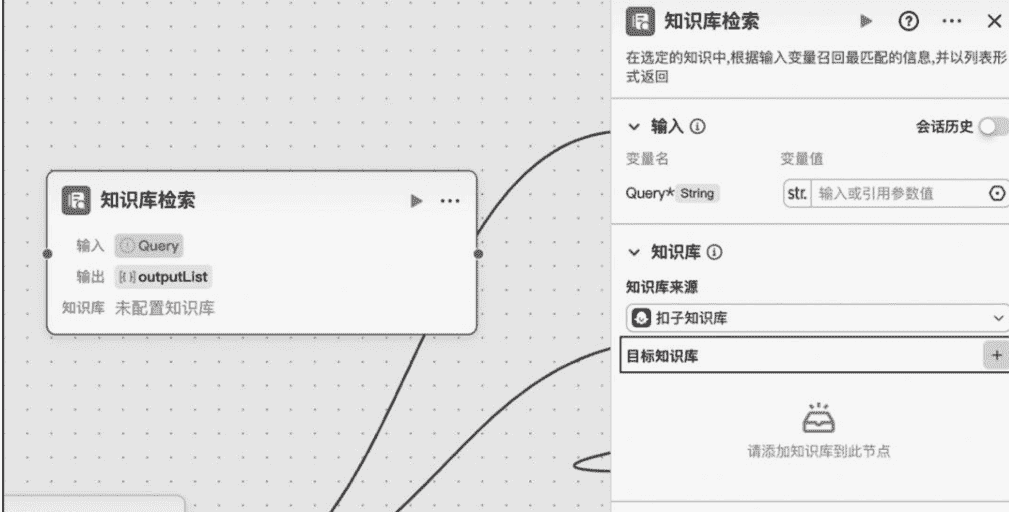 知识库检索
输入 Query
输出 [{}] outputList
知识库 未配置知识库
知识库检索
在选定的知识中,根据输入变量召回最匹配的信息,并以列表形
式返回
输入
会话历史
变量名 变量值
Query* String str. 输入或引用参数值
知识库
知识库来源
扣子知识库
目标知识库 +
请添加知识库到此节点